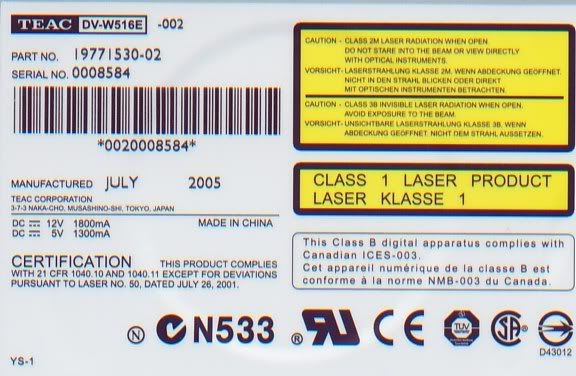 TEAC DV-W516E -002
PART NO. 19771530-02
SERIAL NO. 0008584
*0020008584*
MANUFACTURED JULY 2005
TEAC CORPORATION
3-7-3 NAKA-CHO, MUSASHINO-SHI, TOKYO, JAPAN
DC 12V 1800mA MADE IN CHINA
DC 5V 1300mA
CERTIFICATION THIS PRODUCT COMPLIES
WITH 21 CFR 1040.10 AND 1040.11 EXCEPT FOR DEVIATIONS
PURSUANT TO LASER NO. 50, DATED JULY 26, 2001.
CAUTION - CLASS 2M LASER RADIATION WHEN OPEN
DO NOT STARE INTO THE BEAM OR VIEW DIRECTLY
WITH OPTICAL INSTRUMENTS.
VORSICHT- LASERSTRAHLUNG KLASSE 2M, WENN ABDECKUNG GEÖFFNET.
NICHT IN DEN STRAHL BLICKEN ODER DIREKT
MIT OPTISCHEN INSTRUMENTEN BETRACHTEN.
CAUTION - CLASS 3B INVISIBLE LASER RADIATION WHEN OPEN.
AVOID EXPOSURE TO THE BEAM.
VORSICHT- UNSICHTBARE LASERSTRAHLUNG KLASSE 3B, WENN
ABDECKUNG GEÖFFNET. NICHT DEM STRAHL AUSSETZEN.
CLASS 1 LASER PRODUCT
LASER KLASSE 1
This Class B digital apparatus complies with
Canadian ICES-003.
Cet appareil numérique de la classe B est
conforme à la norme NMB-003 du Canada.
N N533 ® RU CE TÜV SA ®
D43012
YS-1